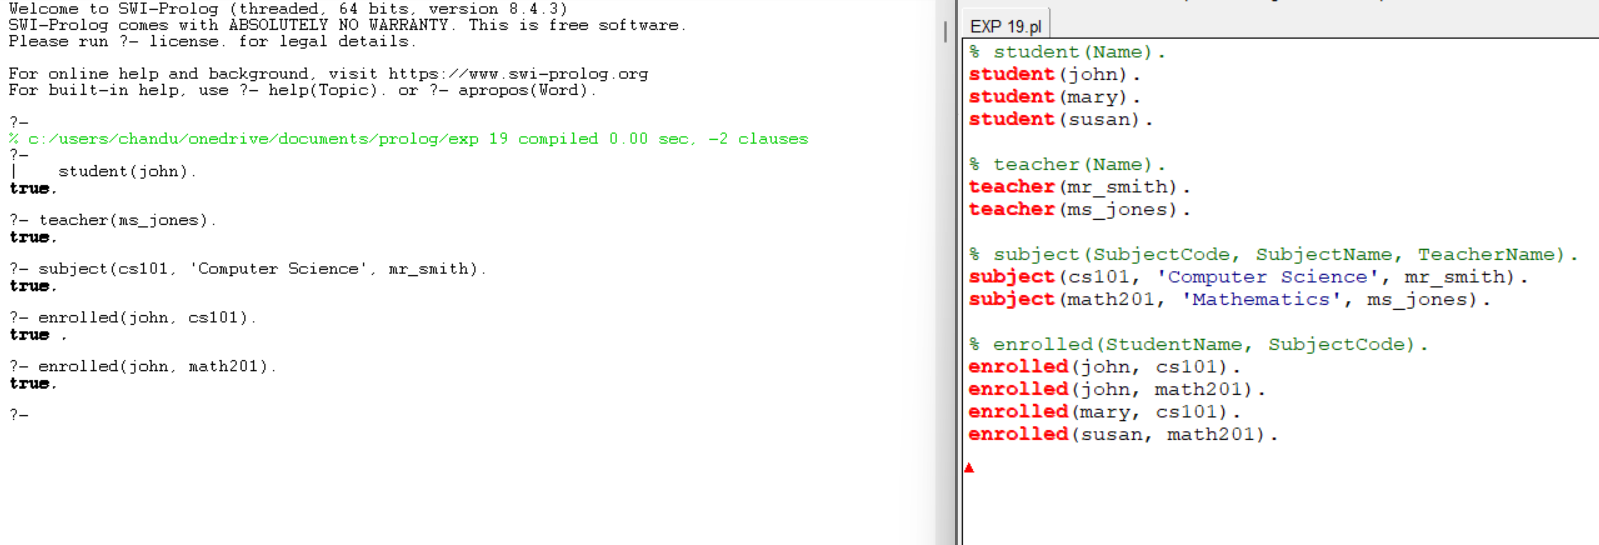 Welcome to SWI-Prolog (threaded, 64 bits, version 8.4.3)
SWI-Prolog comes with ABSOLUTELY NO WARRANTY. This is free software.
Please run ?- license. for legal details.
For online help and background, visit https://www.swi-prolog.org
For built-in help, use ?- help(Topic). or ?- apropos(Word).
?-
% c:/users/chandu/onedrive/documents/prolog/exp 19 compiled 0.00 sec, -2 clauses
?-
|    student(john).
true.
?- teacher(ms_jones).
true.
?- subject(cs101, 'Computer Science', mr_smith).
true.
?- enrolled(john, cs101).
true .
?- enrolled(john, math201).
true.
?-
EXP 19.pl
% student(Name).
student(john).
student(mary).
student(susan).
% teacher(Name).
teacher(mr_smith).
teacher(ms_jones).
% subject(SubjectCode, SubjectName, TeacherName).
subject(cs101, 'Computer Science', mr_smith).
subject(math201, 'Mathematics', ms_jones).
% enrolled(StudentName, SubjectCode).
enrolled(john, cs101).
enrolled(john, math201).
enrolled(mary, cs101).
enrolled(susan, math201).